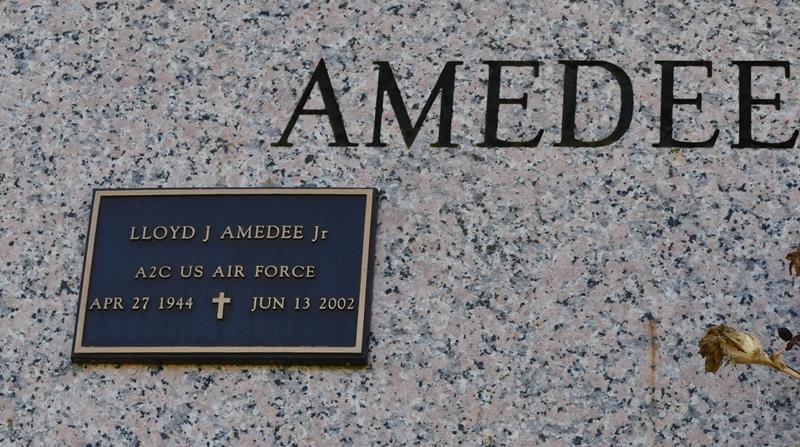 AMEDEE
LLOYD J AMEDEE Jr
A2C US AIR FORCE
APR 27 1944 JUN 13 2002